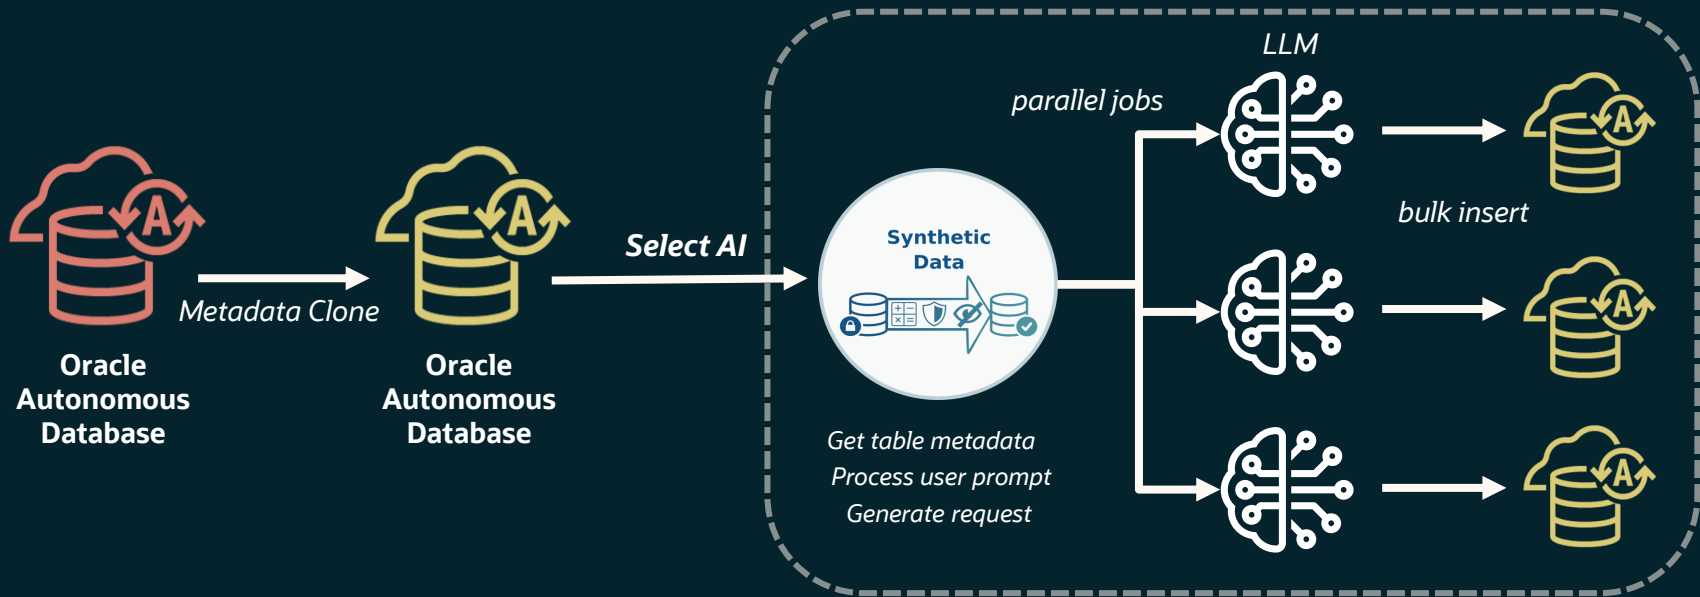 LLM
parallel jobs
A
A
A
Select AI
bulk insert
Synthetic
Data
Metadata Clone
A
Oracle
Autonomous
Database
Oracle
Autonomous
Database
Get table metadata
Process user prompt
Generate request
A